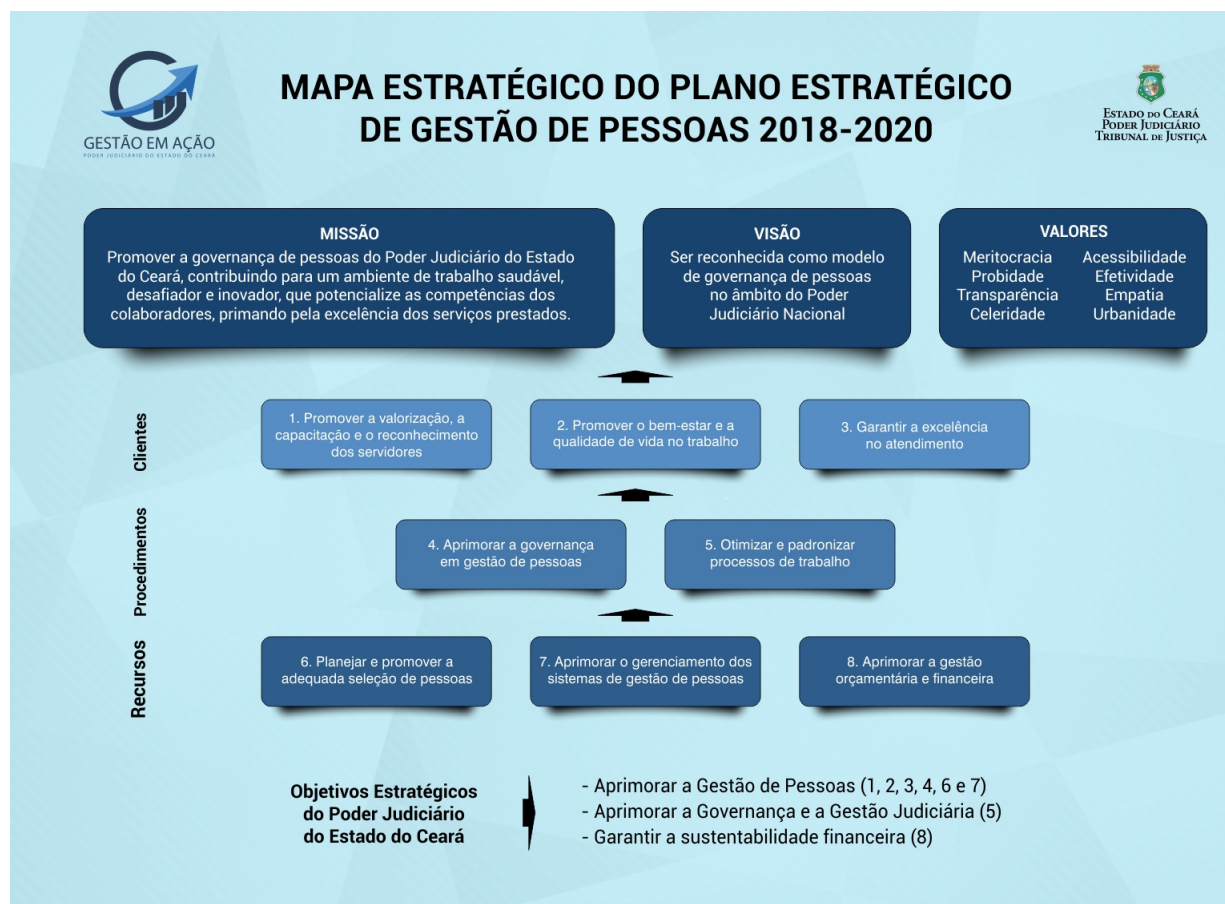 GESTÃO EM AÇÃO
PODER JUDICIÁRIO DO ESTADO DO CEARÁ
MAPA ESTRATÉGICO DO PLANO ESTRATÉGICO
DE GESTÃO DE PESSOAS 2018-2020
ESTADO DO CEARÁ
PODER JUDICIÁRIO
TRIBUNAL DE JUSTIÇA
MISSÃO
Promover a governança de pessoas do Poder Judiciário do Estado
do Ceará, contribuindo para um ambiente de trabalho saudável,
desafiador e inovador, que potencialize as competências dos
colaboradores, primando pela excelência dos serviços prestados.
VISÃO
Ser reconhecida como modelo
de governança de pessoas
no âmbito do Poder
Judiciário Nacional
VALORES
Meritocracia
Probidade
Transparência
Celeridade
Acessibilidade
Efetividade
Empatia
Urbanidade
Clientes
1. Promover a valorização, a
capacitação e o reconhecimento
dos servidores
2. Promover o bem-estar e a
qualidade de vida no trabalho
3. Garantir a excelência
no atendimento
Procedimentos
4. Aprimorar a governança
em gestão de pessoas
5. Otimizar e padronizar
processos de trabalho
Recursos
6. Planejar e promover a
adequada seleção de pessoas
7. Aprimorar o gerenciamento dos
sistemas de gestão de pessoas
8. Aprimorar a gestão
orçamentária e financeira
Objetivos Estratégicos
do Poder Judiciário
do Estado do Ceará
- Aprimorar a Gestão de Pessoas (1, 2, 3, 4, 6 e 7)
- Aprimorar a Governança e a Gestão Judiciária (5)
- Garantir a sustentabilidade financeira (8)